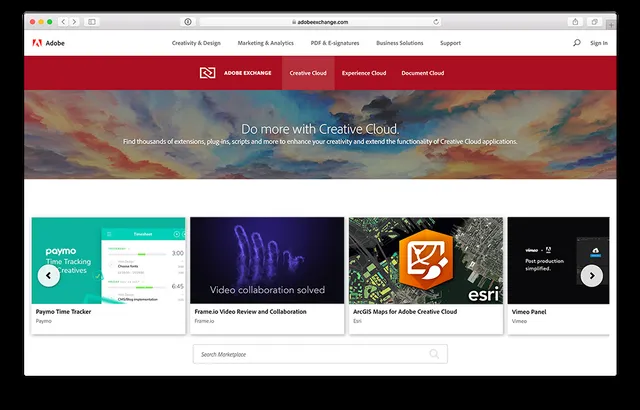 adobeexchange.com
Adobe
Creativity & Design
Marketing & Analytics
PDF & E-signatures
Business Solutions
Support
Sign In
ADOBE EXCHANGE
Creative Cloud
Experience Cloud
Document Cloud
Do more with Creative Cloud.
Find thousands of extensions, plug-ins, scripts and more to enhance your creativity and extend the functionality of Creative Cloud applications.
paymo
Time Tracking
Creatives
Timesheet
3:00
Choose fonts
6:45
CMS/Blog implementation
Paymo Time Tracker
Paymo
Video collaboration solved
Frame.io Video Review and Collaboration
Frame.io
esri
ArcGIS Maps for Adobe Creative Cloud
Esri
vimeo +
Post production
simplified.
Vimeo Panel
Vimeo
Search Marketplace